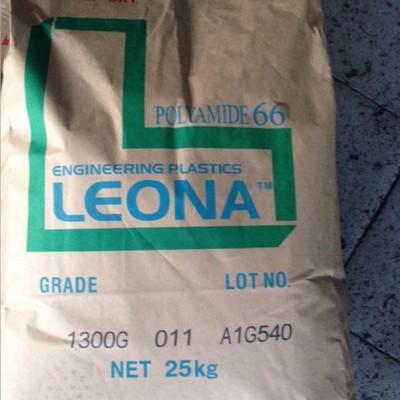 POLYAMIDE 66
ENGINEERING PLASTICS
LEONA™
GRADE LOT NO.
1300G 011 A1G540
NET 25kg